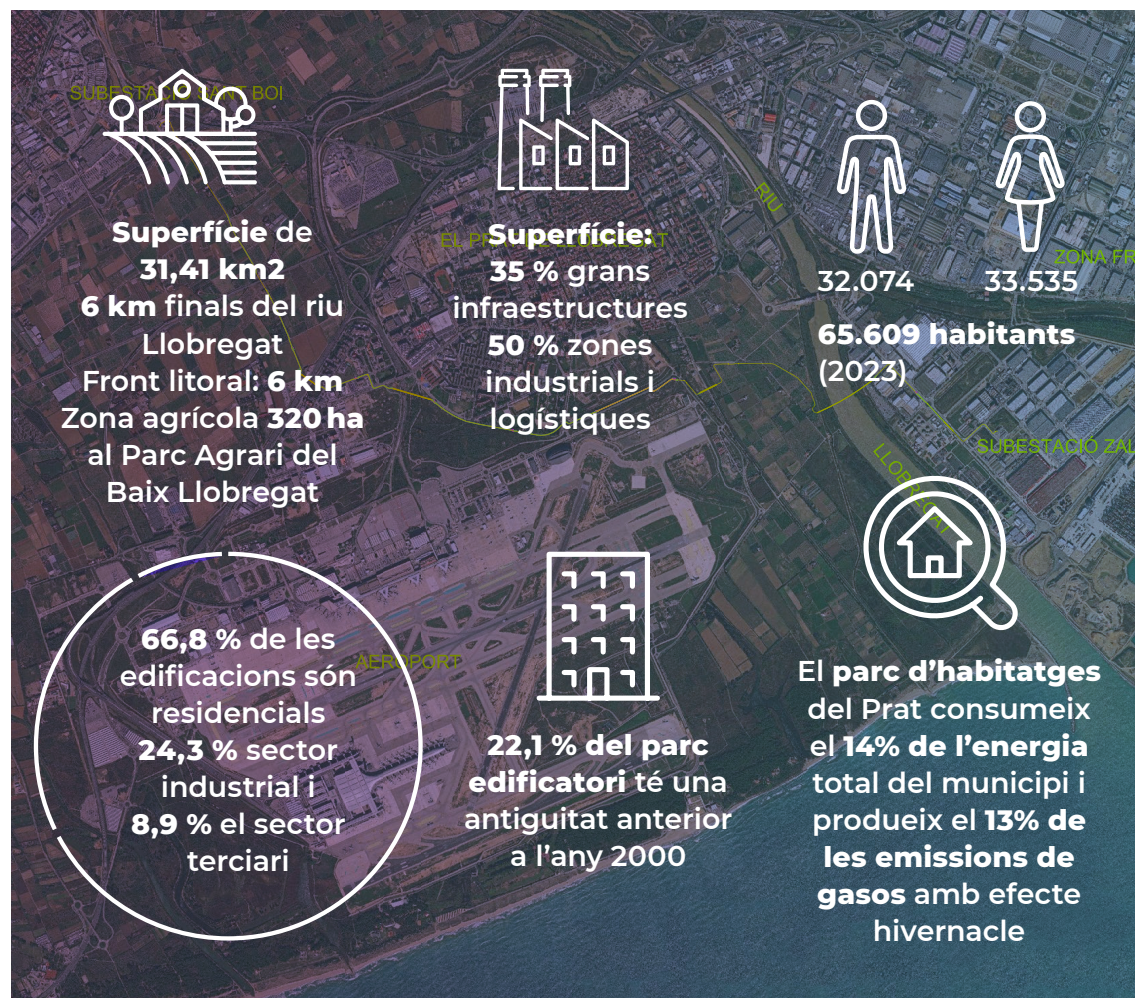 SUBESTACIÓ SANT BOI
Superfície de
31,41 km2
6 km finals del riu
Llobregat
Front litoral: 6 km
Zona agrícola 320 ha
al Parc Agrari del
Baix Llobregat
EL PRAT DE LLOBREGAT
Superfície:
35 % grans
infraestructures
50 % zones
industrials i
logístiques
RIU
ZONA FR
32.074
33.535
65.609 habitants
(2023)
SUBESTACIÓ ZAL
LLOBREGAT
66,8 % de les
edificacions són
residencials
24,3 % sector
industrial i
8,9 % el sector
terciari
AEROPORT
22,1 % del parc
edificatori té una
antiguitat anterior
a l’any 2000
El parc d’habitatges
del Prat consumeix
el 14% de l’energia
total del municipi i
produeix el 13% de
les emissions de
gasos amb efecte
hivernacle